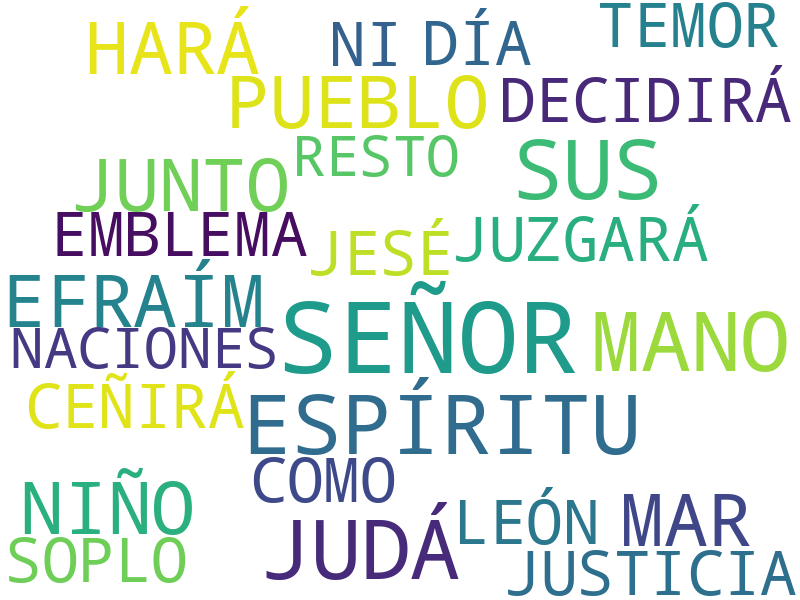 HARÁ NI DÍA TEMOR
PUEBLO DECIDIRÁ
JUNTO RESTO SUS
EMBLEMA JESÉ JUZGARÁ
EFRAÍM SEÑOR MANO
NACIONES
CEÑIRÁ ESPÍRITU
COMO
NIÑO LEÓN MAR
SOPLO JUDÁ JUSTICIA